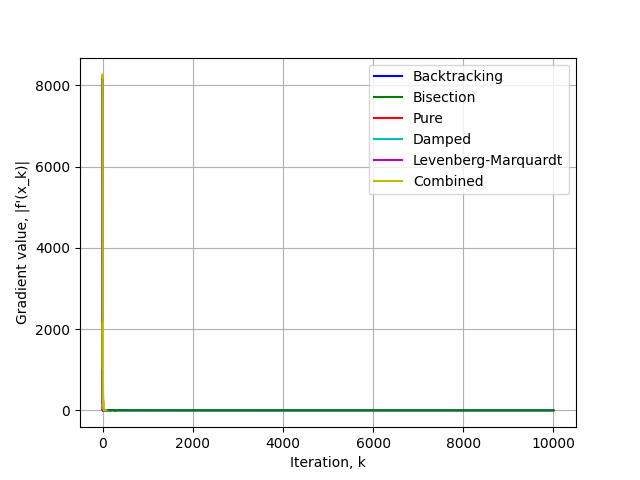 8000
6000
4000
2000
0
Gradient value, |f'(x_k)|
Backtracking
Bisection
Pure
Damped
Levenberg-Marquardt
Combined
0 2000 4000 6000 8000 10000
Iteration, k